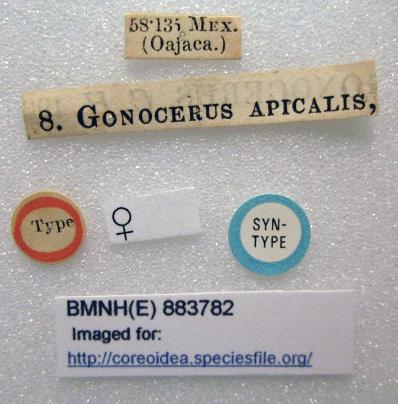 58·135 Mex.
(Oajaca.)
8. Gonocerus apicalis,
Type
♀
SYN-
TYPE
BMNH(E) 883782
Imaged for:
http://coreoidea.speciesfile.org/